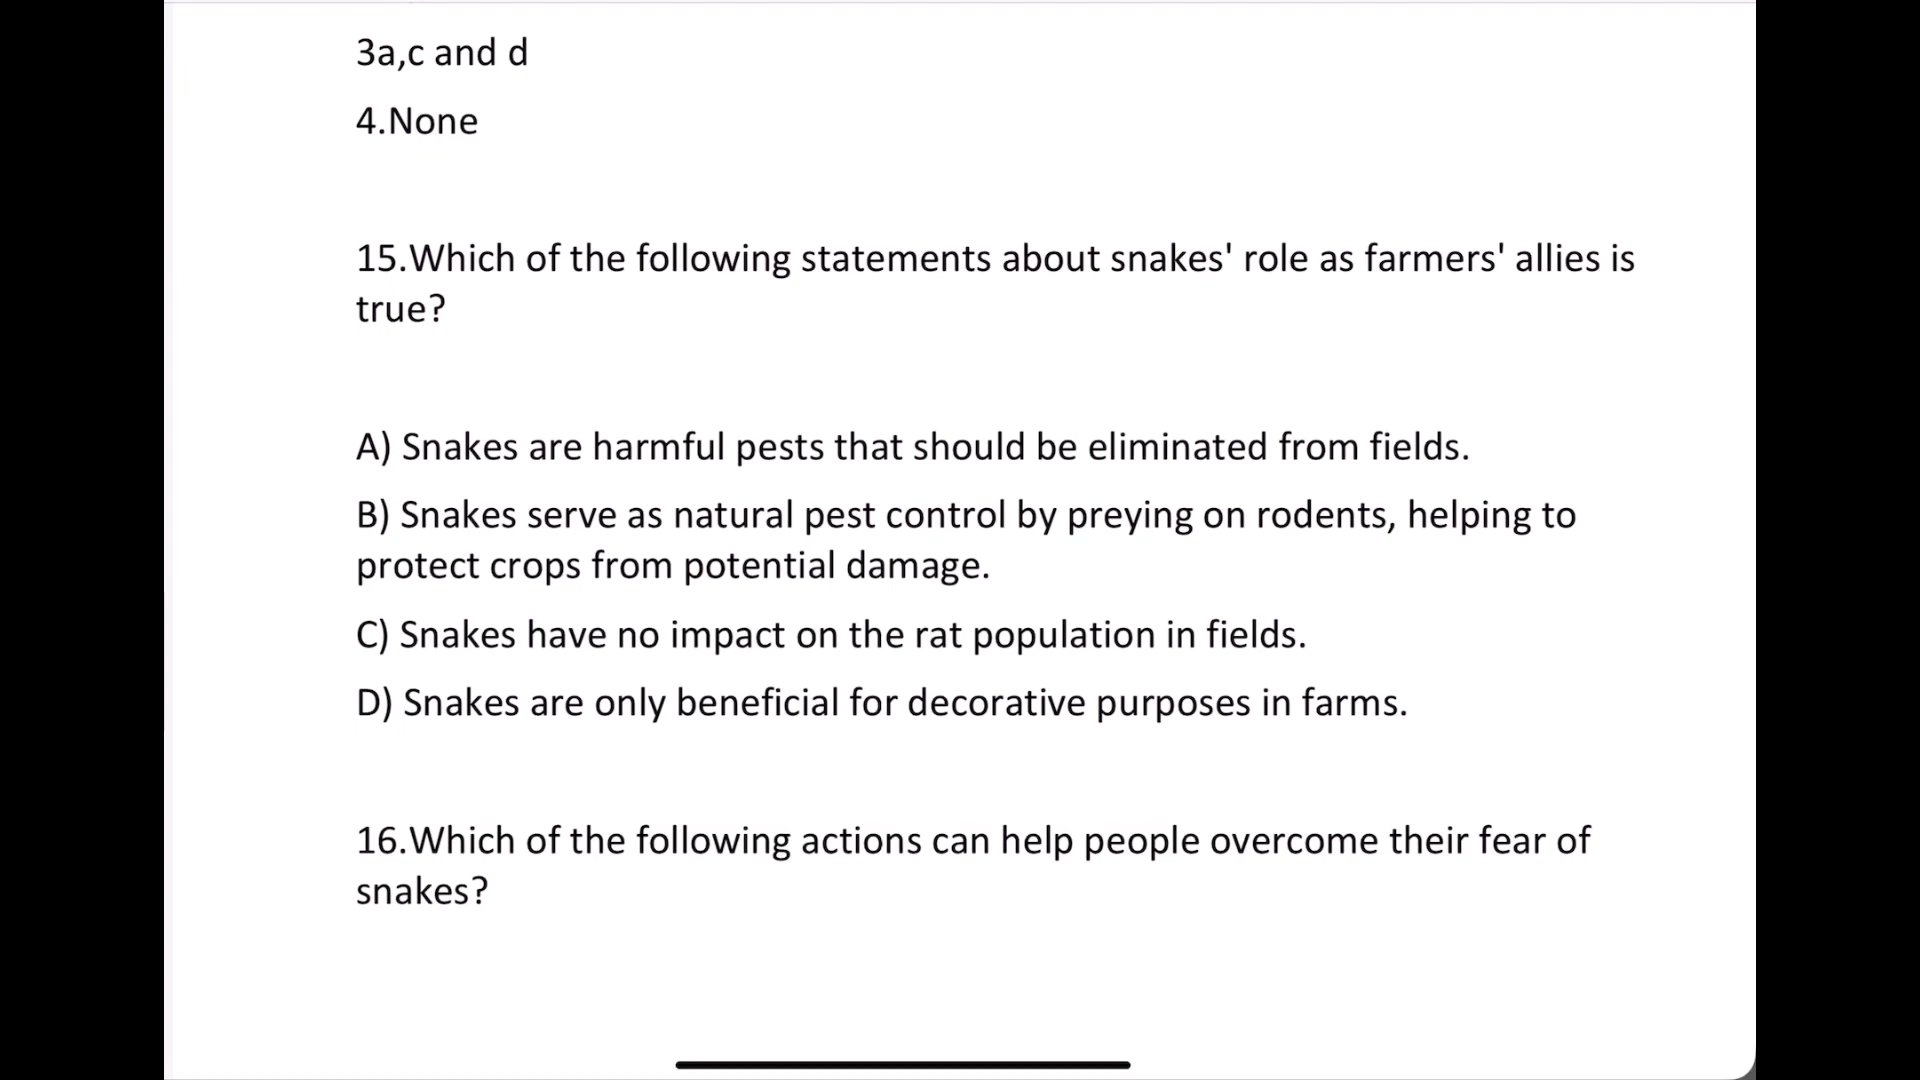 3a,c and d
4.None
15.Which of the following statements about snakes' role as farmers' allies is
true?
A) Snakes are harmful pests that should be eliminated from fields.
B) Snakes serve as natural pest control by preying on rodents, helping to
protect crops from potential damage.
C) Snakes have no impact on the rat population in fields.
D) Snakes are only beneficial for decorative purposes in farms.
16.Which of the following actions can help people overcome their fear of
snakes?